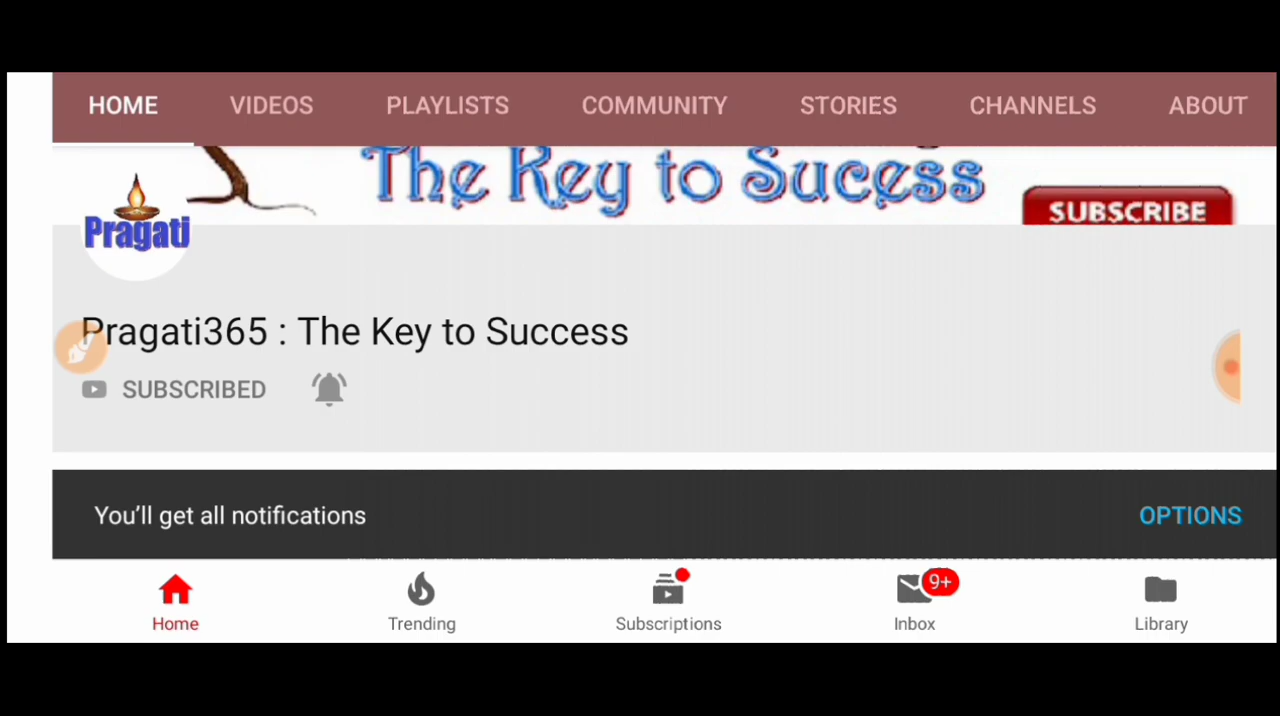 HOME VIDEOS PLAYLISTS COMMUNITY STORIES CHANNELS ABOUT
The Key to Sucess
SUBSCRIBE
Pragati
Pragati365 : The Key to Success
SUBSCRIBED
You’ll get all notifications OPTIONS
9+
Home Trending Subscriptions Inbox Library